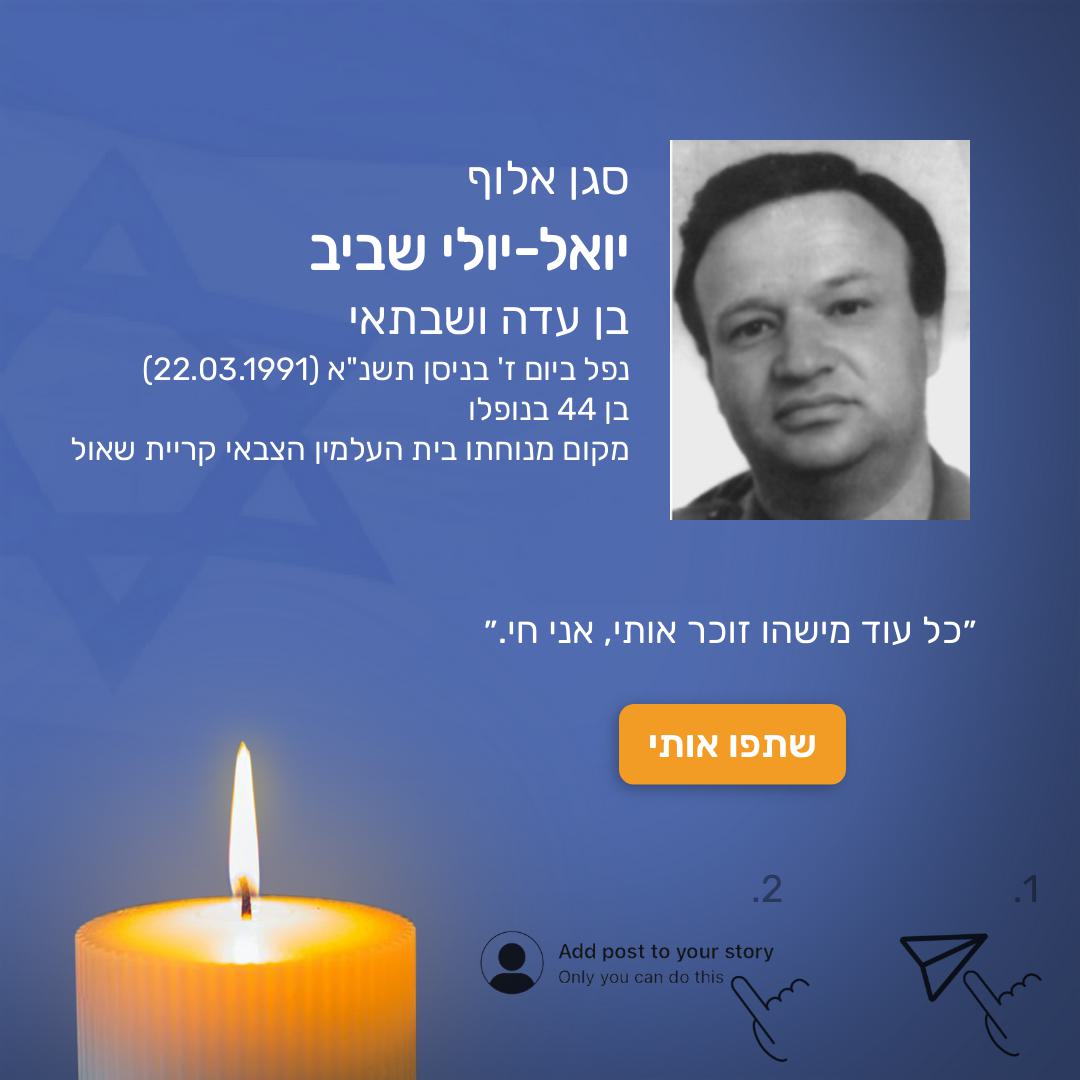 סגן אלוף
יואל-יולי שביב
בן עדה ושבתאי
נפל ביום ז' בניסן תשנ"א (22.03.1991)
בן 44 בנופלו
מקום מנוחתו בית העלמין הצבאי קריית שאול
״כל עוד מישהו זוכר אותי, אני חי.״
שתפו אותי
1.
2.
Add post to your story
Only you can do this